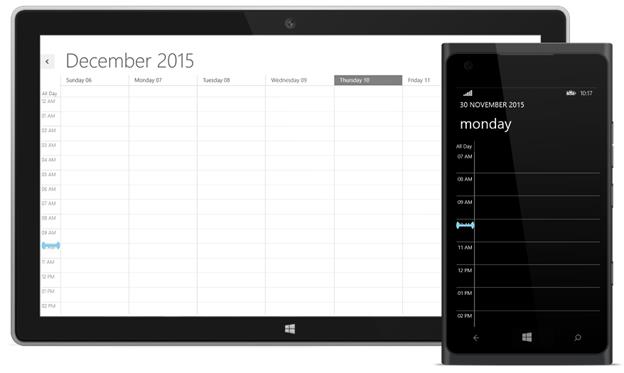 December 2015
Sunday 06
Monday 07
Tuesday 08
Wednesday 09
Thursday 10
Friday 11
All Day
12 AM
01 AM
02 AM
03 AM
04 AM
05 AM
06 AM
07 AM
08 AM
09 AM
11 AM
12 PM
01 PM
02 PM
10:17
30 NOVEMBER 2015
monday
All Day
07 AM
08 AM
09 AM
11 AM
12 PM
01 PM
02 PM